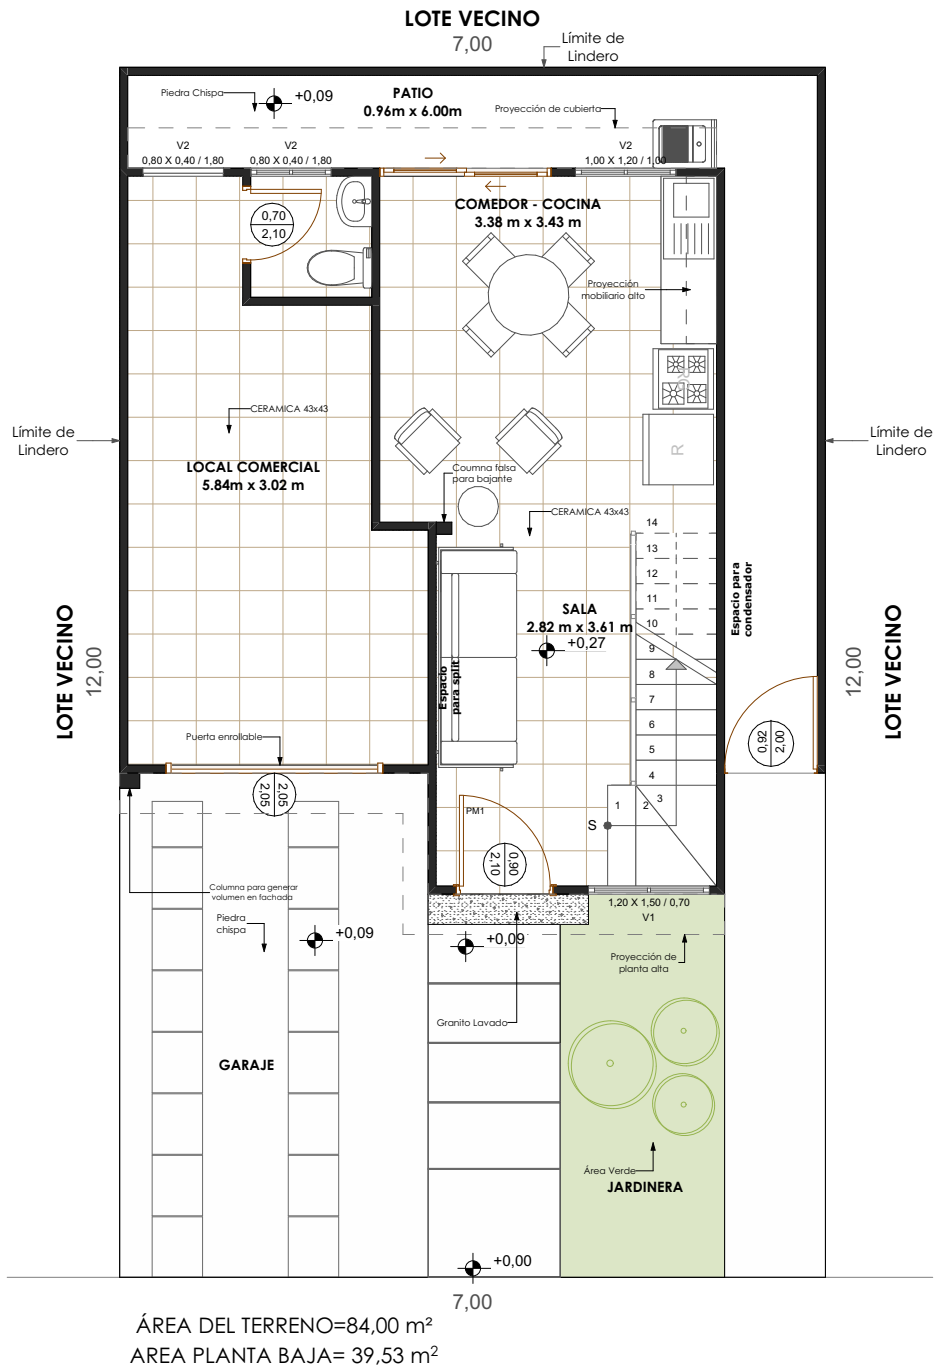 LOTE VECINO
7,00
Límite de
Lindero
Piedra Chispa
+0,09
PATIO
0.96m x 6.00m
Proyección de cubierta
V2
0,80 X 0,40 / 1,80
V2
0,80 X 0,40 / 1,80
V2
1,00 X 1,20 / 1,00
0,70
2,10
COMEDOR - COCINA
3.38 m x 3.43 m
Proyección
mobiliario alto
CERAMICA 43x43
Límite de
Lindero
Límite de
Lindero
LOCAL COMERCIAL
5.84m x 3.02 m
R
Coumna falsa
para bajante
CERAMICA 43x43
14
13
12
11
10
9
8
7
6
5
4
3
2
1
S
Espacio para
condensador
SALA
2.82 m x 3.61 m
+0,27
Espacio
para split
LOTE VECINO
12,00
12,00
LOTE VECINO
0,92
2,00
Puerta enrollable
2,05
2,05
PM1
0,90
2,10
Columna para generar
volumen en fachada
1,20 X 1,50 / 0,70
V1
Piedra
chispa
+0,09
+0,09
Proyección de
planta alta
Granito Lavado
GARAJE
Área Verde
JARDINERA
+0,00
7,00
ÁREA DEL TERRENO=84,00 m²
AREA PLANTA BAJA= 39,53 m²